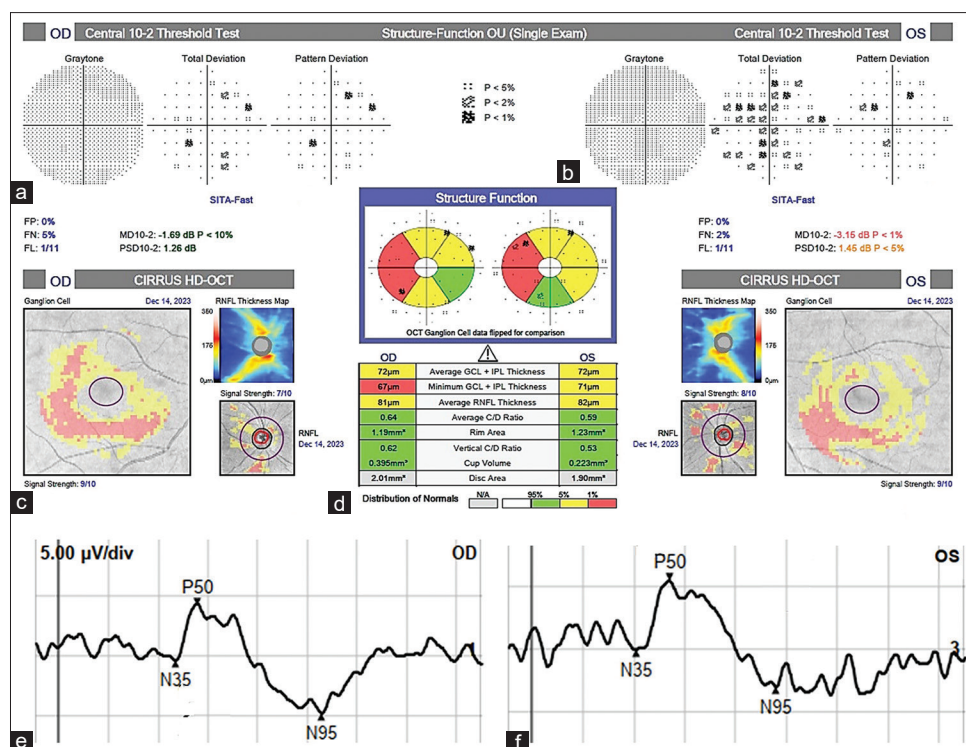 OD Central 10-2 Threshold Test Structure-Function OU (Single Exam) Central 10-2 Threshold Test OS
Graytone Total Deviation Pattern Deviation
P < 5%
P < 2%
P < 1%
Graytone Total Deviation Pattern Deviation
a
b
SITA-Fast
FP: 0%
FN: 5% MD10-2: -1.69 dB P < 10%
FL: 1/11 PSD10-2: 1.26 dB
SITA-Fast
FP: 0%
FN: 2% MD10-2: -3.15 dB P < 1%
FL: 1/11 PSD10-2: 1.45 dB P < 5%
Structure Function
OCT Ganglion Cell data flipped for comparison
OD CIRRUS HD-OCT
Ganglion Cell Dec 14, 2023
RNFL Thickness Map
350
175
0µm
Signal Strength: 7/10
RNFL
Dec 14, 2023
Signal Strength: 9/10
c
OD OS
72µm Average GCL + IPL Thickness 72µm
67µm Minimum GCL + IPL Thickness 71µm
81µm Average RNFL Thickness 82µm
0.64 Average C/D Ratio 0.59
1.19mm² Rim Area 1.23mm²
0.62 Vertical C/D Ratio 0.53
0.395mm³ Cup Volume 0.223mm³
2.01mm² Disc Area 1.90mm²
Distribution of Normals N/A 95% 5% 1%
d
CIRRUS HD-OCT OS
RNFL Thickness Map
350
175
0µm
Signal Strength: 8/10
RNFL
Dec 14, 2023
Ganglion Cell Dec 14, 2023
Signal Strength: 9/10
5.00 µV/div OD
P50
N35
N95
e
OS
P50
3
N35
N95
f